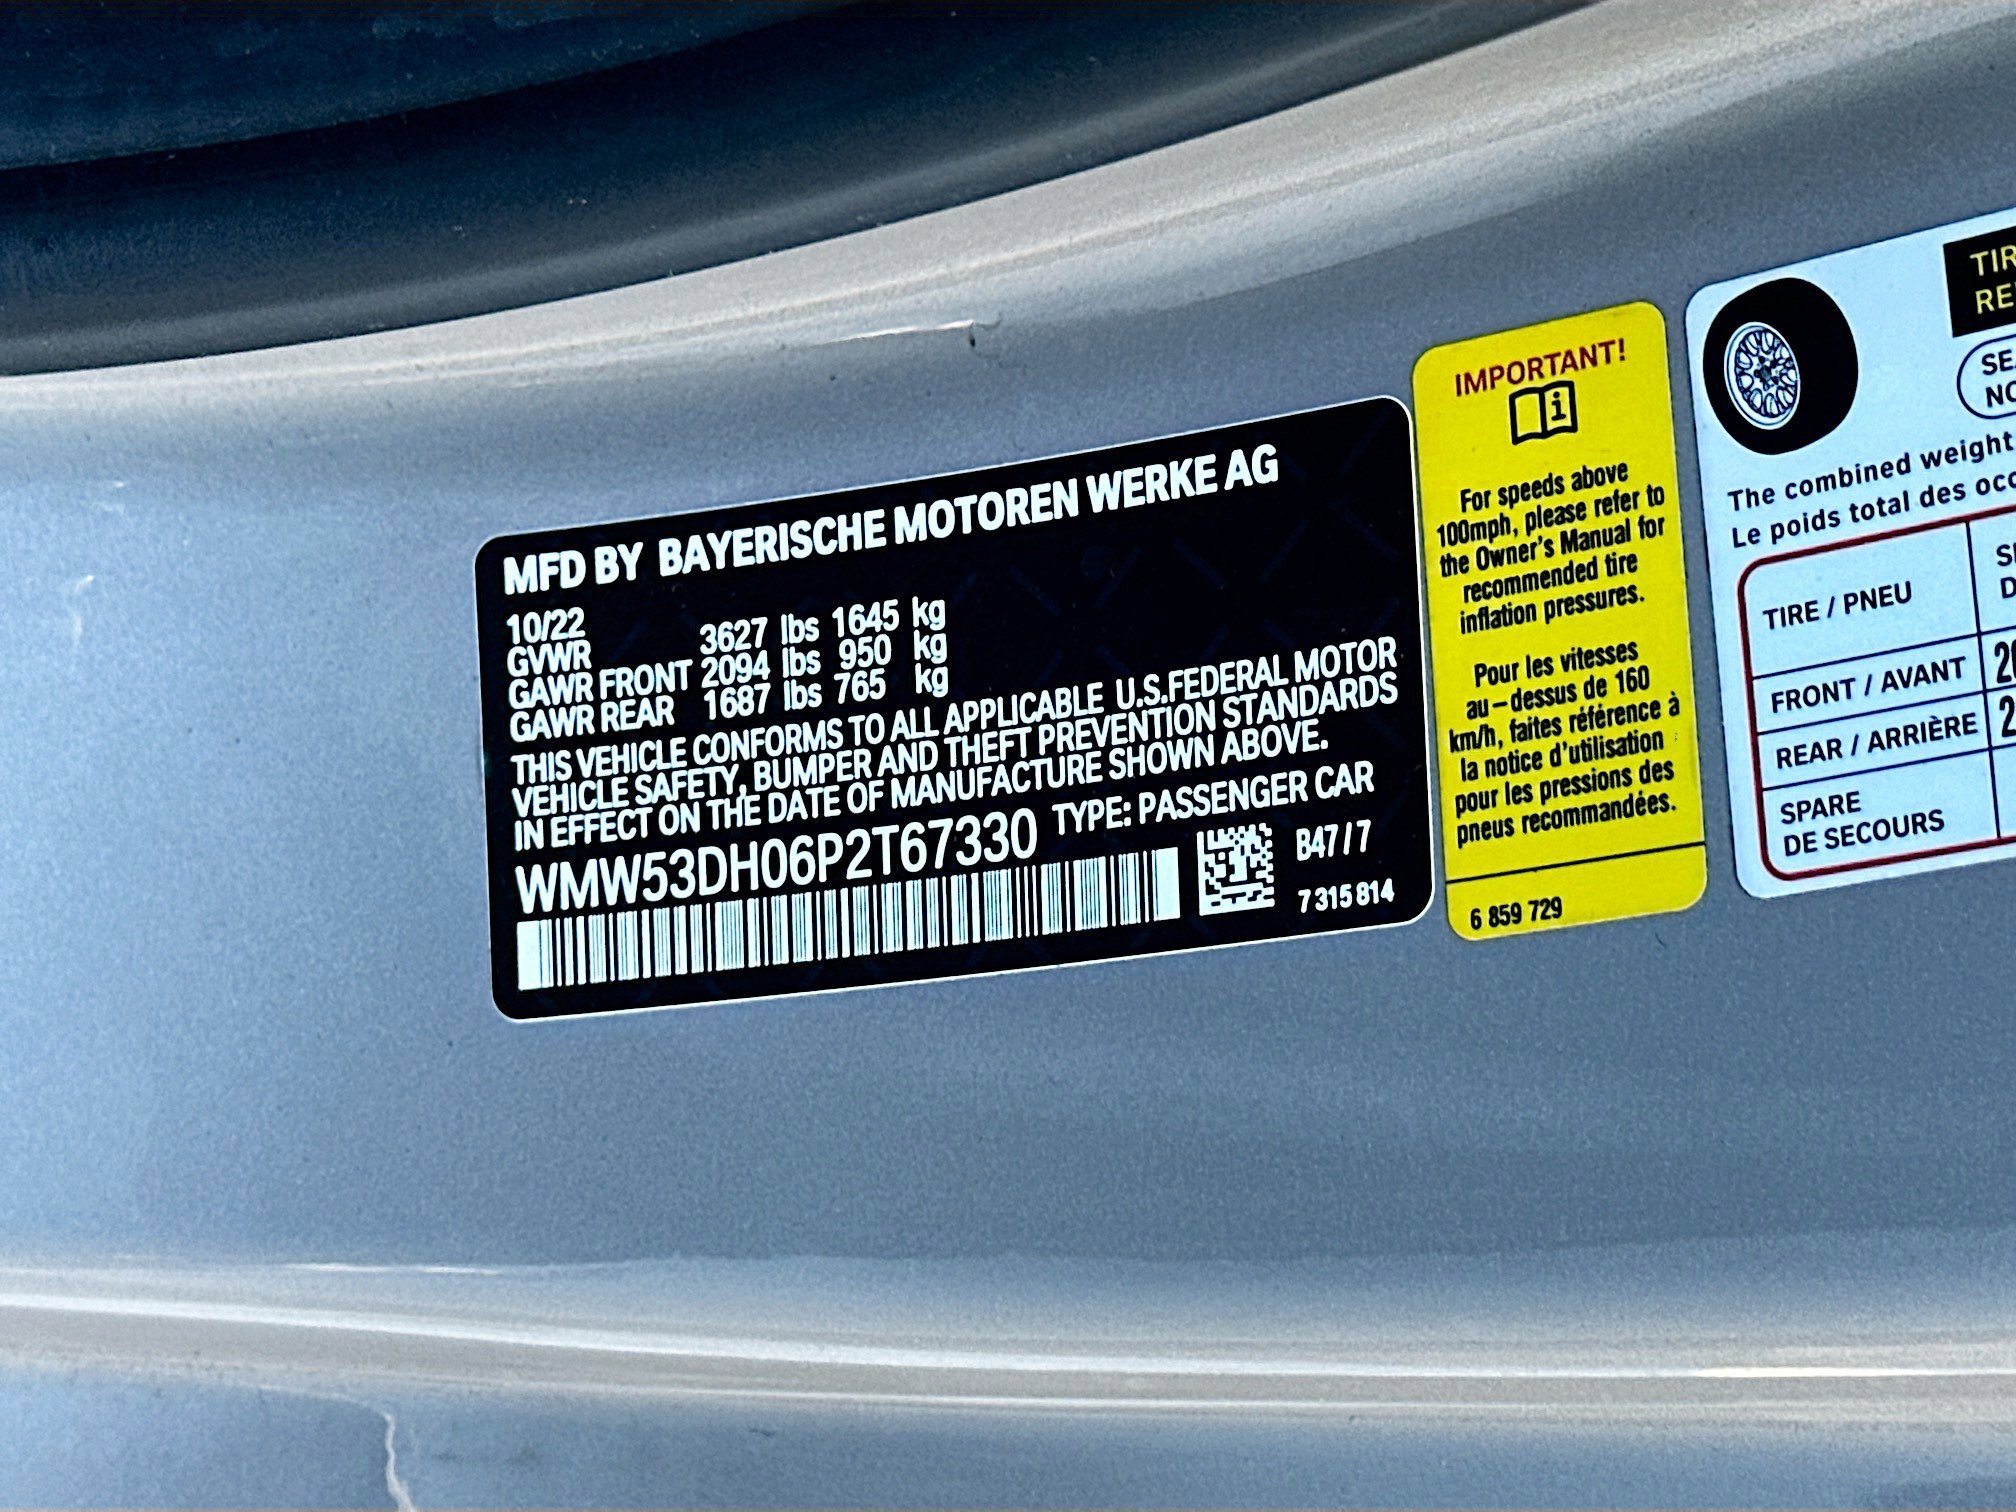 MFD BY BAYERISCHE MOTOREN WERKE AG
10/22
GVWR 3627 lbs 1645 kg
GAWR FRONT 2094 lbs 950 kg
GAWR REAR 1687 lbs 765 kg
THIS VEHICLE CONFORMS TO ALL APPLICABLE U.S.FEDERAL MOTOR
VEHICLE SAFETY, BUMPER AND THEFT PREVENTION STANDARDS
IN EFFECT ON THE DATE OF MANUFACTURE SHOWN ABOVE.
WMW53DH06P2T67330 TYPE: PASSENGER CAR
B47/7
7 315 814
IMPORTANT!
i
For speeds above
100mph, please refer to
the Owner's Manual for
recommended tire
inflation pressures.
Pour les vitesses
au-dessus de 160
km/h, faites référence à
la notice d'utilisation
pour les pressions des
pneus recommandées.
6 859 729
The combined weight
Le poids total des
TIRE / PNEU
FRONT / AVANT
REAR / ARRIÈRE
SPARE
DE SECOURS